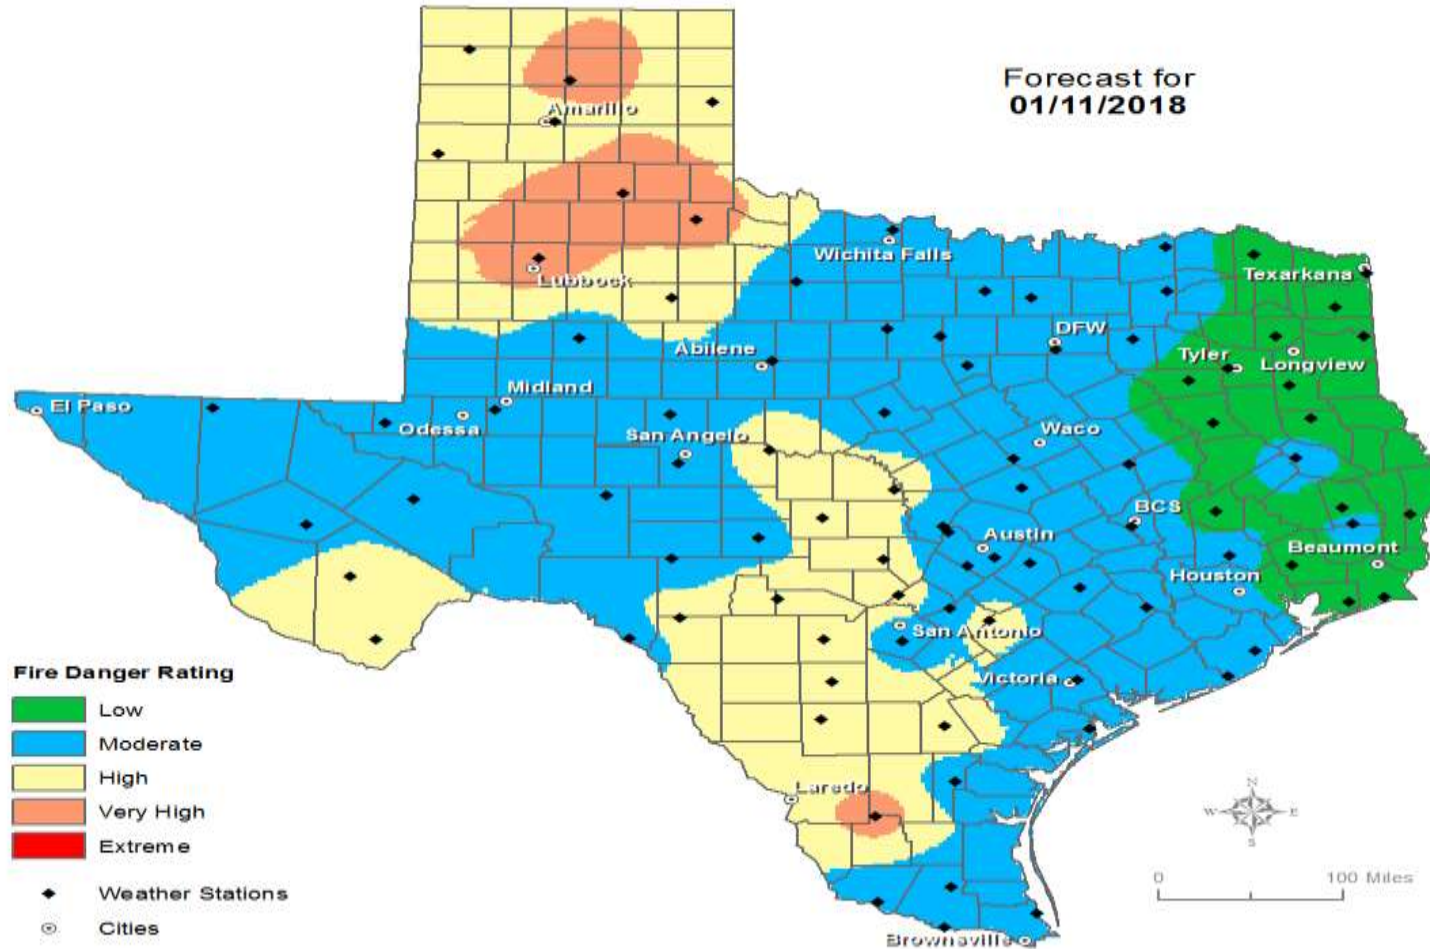 Forecast for
01/11/2018
Amarillo
Lubbock
Wichita Falls
Texarkana
DFW
Abilene
Tyler
Longview
Midland
El Paso
Odessa
San Angelo
Waco
BCS
Austin
Beaumont
Houston
San Antonio
Victoria
Laredo
Brownsville
Fire Danger Rating
Low
Moderate
High
Very High
Extreme
Weather Stations
Cities
N
W E
S
0 100 Miles